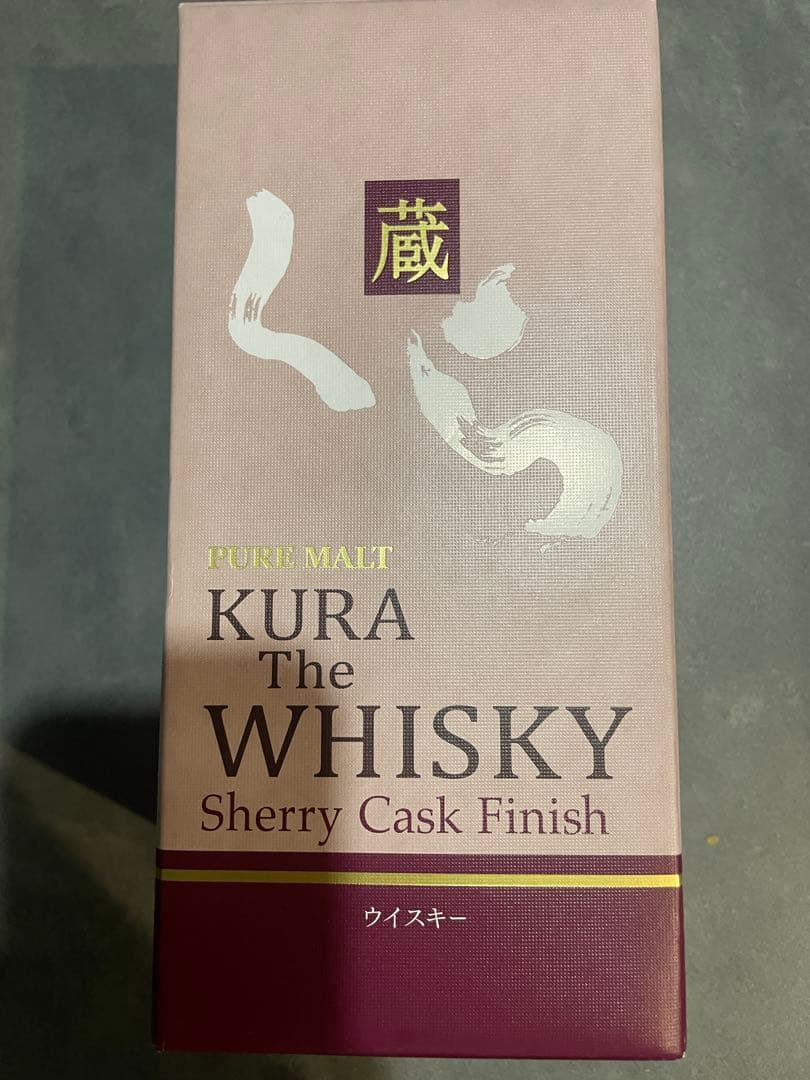 蔵
くら
PURE MALT
KURA
The
WHISKY
Sherry Cask Finish
ウイスキー